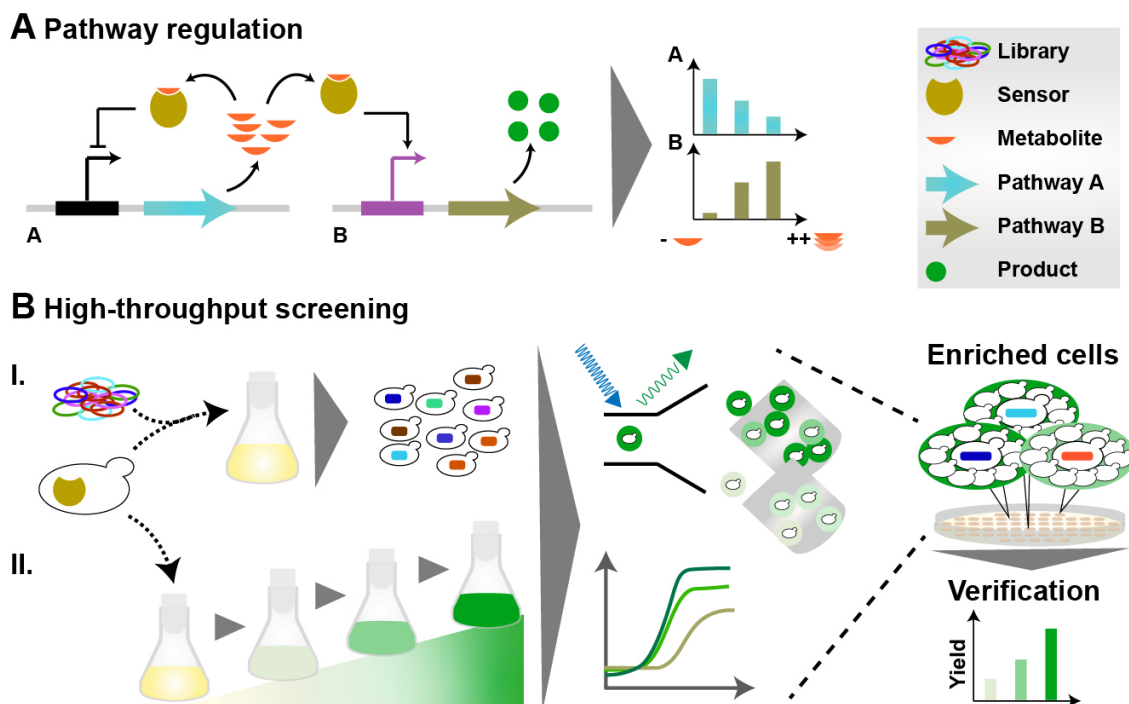 A Pathway regulation
A
B
A
B
-
++
Library
Sensor
Metabolite
Pathway A
Pathway B
Product
B High-throughput screening
I.
II.
Enriched cells
Verification
Yield